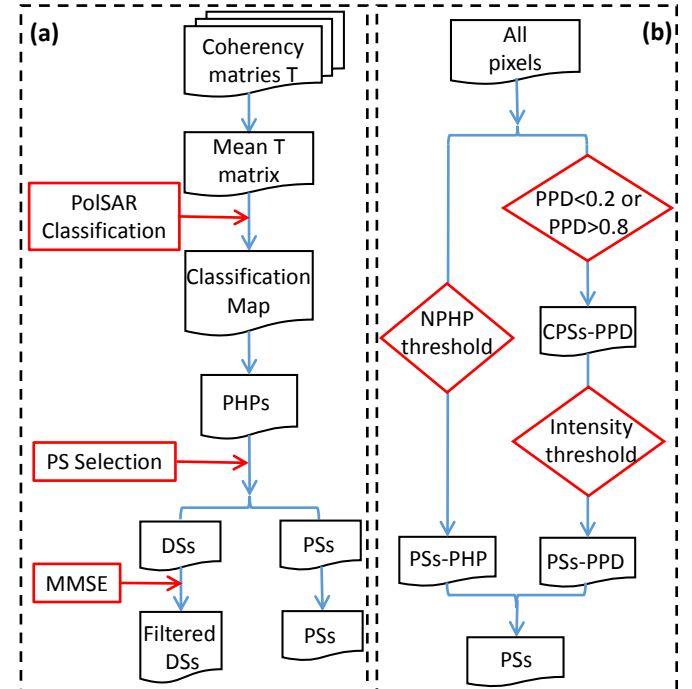 (a)
Coherency
matries T
Mean T
matrix
PolSAR
Classification
Classification
Map
PHPs
PS Selection
DSs
PSs
MMSE
Filtered
DSs
PSs
(b)
All
pixels
PPD<0.2 or
PPD>0.8
NPHP
threshold
CPSs-PPD
Intensity
threshold
PSs-PHP
PSs-PPD
PSs